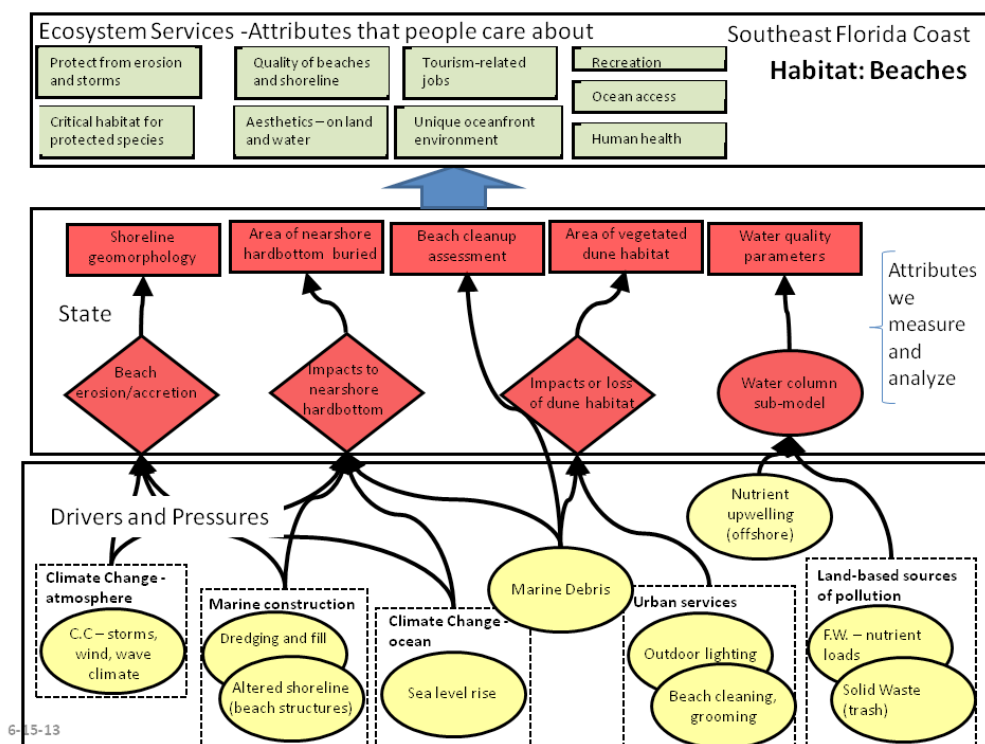 Ecosystem Services -Attributes that people care about
Southeast Florida Coast
Habitat: Beaches
Protect from erosion
and storms
Quality of beaches
and shoreline
Tourism-related
jobs
Recreation
Ocean access
Critical habitat for
protected species
Aesthetics – on land
and water
Unique oceanfront
environment
Human health
Shoreline
geomorphology
Area of nearshore
hardbottom buried
Beach cleanup
assessment
Area of vegetated
dune habitat
Water quality
parameters
Attributes
we
measure
and
analyze
State
Beach
erosion/accretion
Impacts to
nearshore
hardbottom
Impacts or loss
of dune habitat
Water column
sub-model
Drivers and Pressures
Nutrient
upwelling
(offshore)
Climate Change -
atmosphere
C.C – storms,
wind, wave
climate
Marine construction
Dredging and fill
Altered shoreline
(beach structures)
Climate Change -
ocean
Sea level rise
Marine Debris
Urban services
Outdoor lighting
Beach cleaning,
grooming
Land-based sources
of pollution
F.W. – nutrient
loads
Solid Waste
(trash)
6-15-13